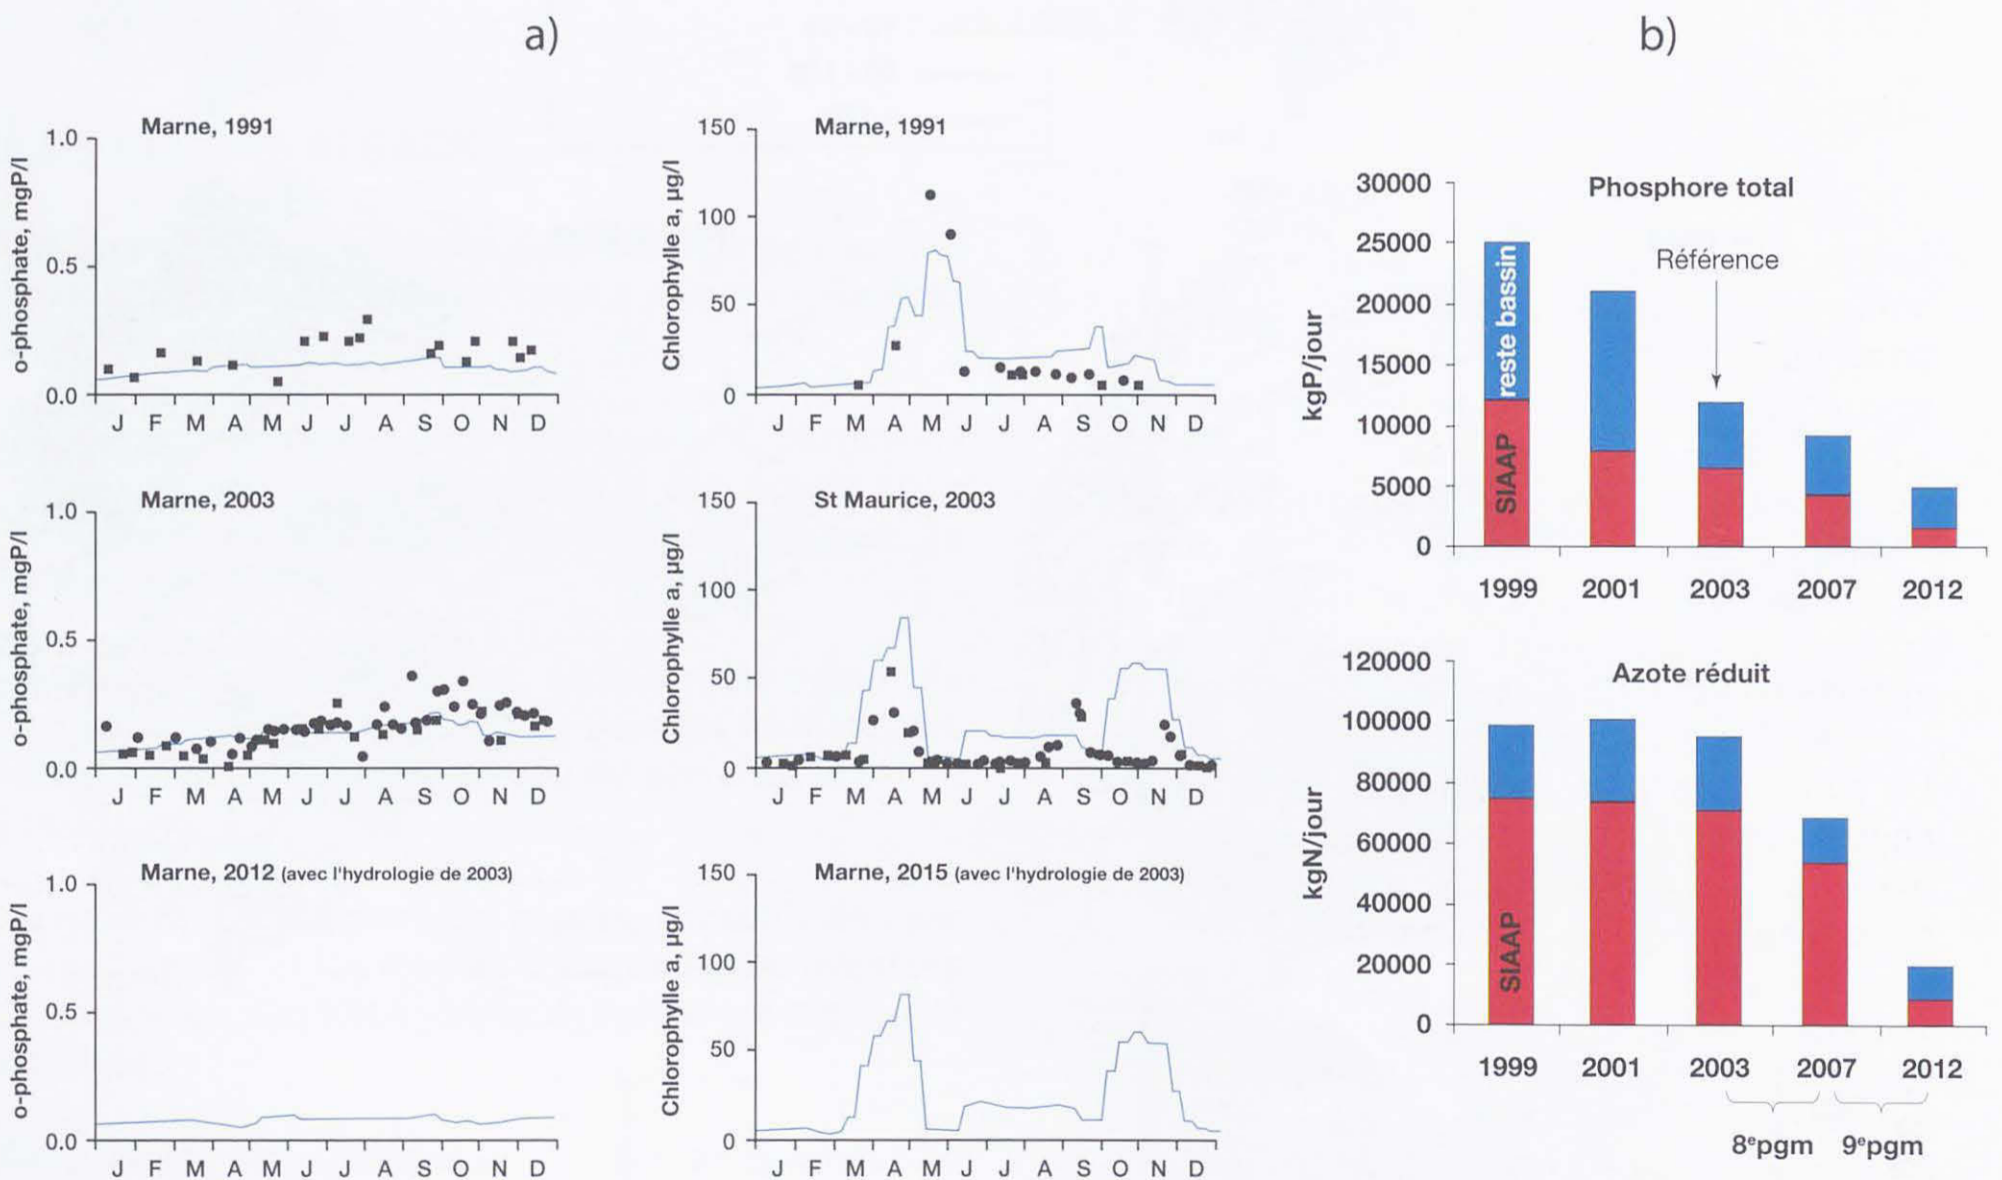 a)
Marne, 1991
o-phosphate, mgP/l
1.0
0.5
0.0
J F M A M J J A S O N D
Marne, 1991
Chlorophylle a, µg/l
150
100
50
0
J F M A M J J A S O N D
Marne, 2003
o-phosphate, mgP/l
1.0
0.5
0.0
J F M A M J J A S O N D
St Maurice, 2003
Chlorophylle a, µg/l
150
100
50
0
J F M A M J J A S O N D
Marne, 2012 (avec l'hydrologie de 2003)
o-phosphate, mgP/l
1.0
0.5
0.0
J F M A M J J A S O N D
Marne, 2015 (avec l'hydrologie de 2003)
Chlorophylle a, µg/l
150
100
50
0
J F M A M J J A S O N D
b)
Phosphore total
kgP/jour
30000
25000
20000
15000
10000
5000
0
reste bassin
SIAAP
Référence
1999 2001 2003 2007 2012
Azote réduit
kgN/jour
120000
100000
80000
60000
40000
20000
0
SIAAP
1999 2001 2003 2007 2012
8e pgm 9e pgm